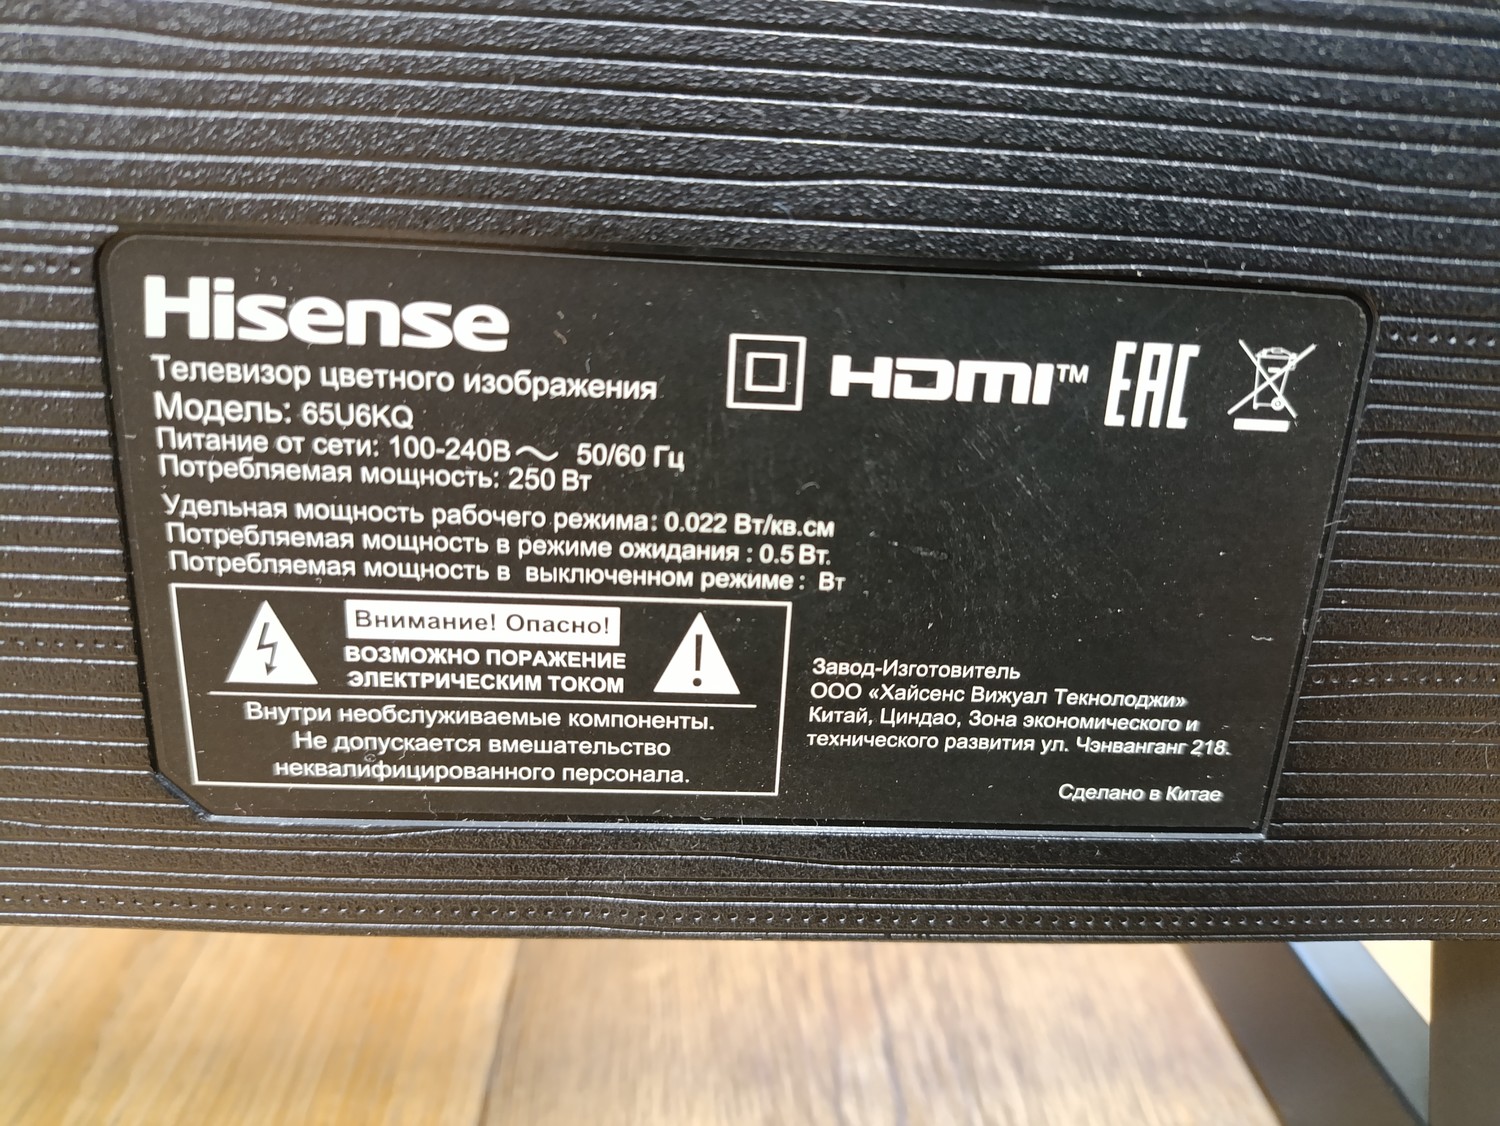 Hisense
Телевизор цветного изображения
Модель: 65U6KQ
Питание от сети: 100-240В～ 50/60 Гц
Потребляемая мощность: 250 Вт
Удельная мощность рабочего режима: 0.022 Вт/кв.см
Потребляемая мощность в режиме ожидания : 0.5 Вт.
Потребляемая мощность в выключенном режиме : Вт
HDMI™ EAC
Внимание! Опасно!
ВОЗМОЖНО ПОРАЖЕНИЕ
ЭЛЕКТРИЧЕСКИМ ТОКОМ
Внутри необслуживаемые компоненты.
Не допускается вмешательство
неквалифицированного персонала.
Завод-Изготовитель
ООО «Хайсенс Вижуал Текнолоджи»
Китай, Циндао, Зона экономического и
технического развития ул. Чэнванганг 218.
Сделано в Китае